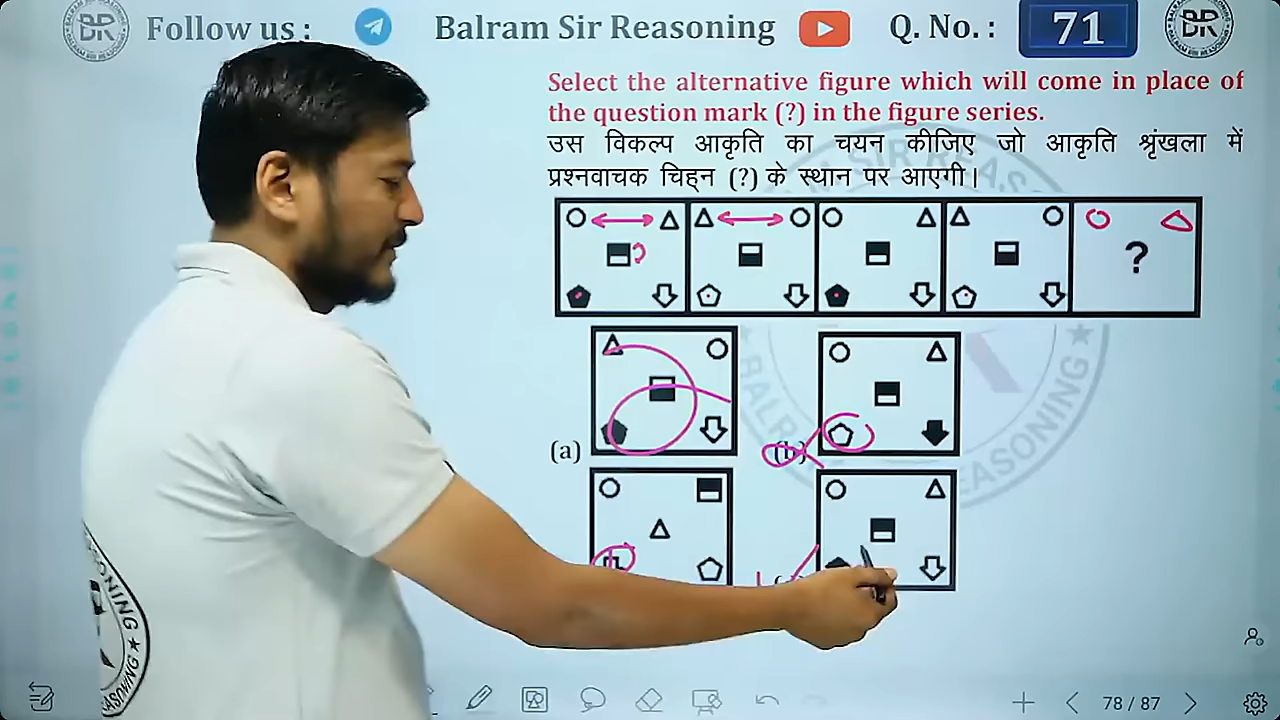 Follow us : Balram Sir Reasoning Q. No. : 71
Select the alternative figure which will come in place of
the question mark (?) in the figure series.
उस विकल्प आकृति का चयन कीजिए जो आकृति श्रृंखला में
प्रश्नवाचक चिह्न (?) के स्थान पर आएगी।
?
(a)
(b)
78 / 87